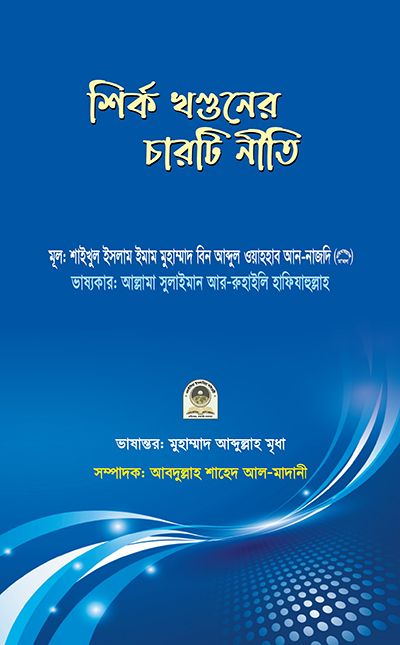 শির্ক খণ্ডনের
চারটি নীতি
মূল: শাইখুল ইসলাম ইমাম মুহাম্মাদ বিন আব্দুল ওয়াহহাব আন-নাজদি
ভাষ্যকার: আল্লামা সুলাইমান আর-রুহাইলি হাফিযাহুল্লাহ
ভাষান্তর: মুহাম্মাদ আব্দুল্লাহ মৃধা
সম্পাদক: আবদুল্লাহ শাহেদ আল-মাদানী